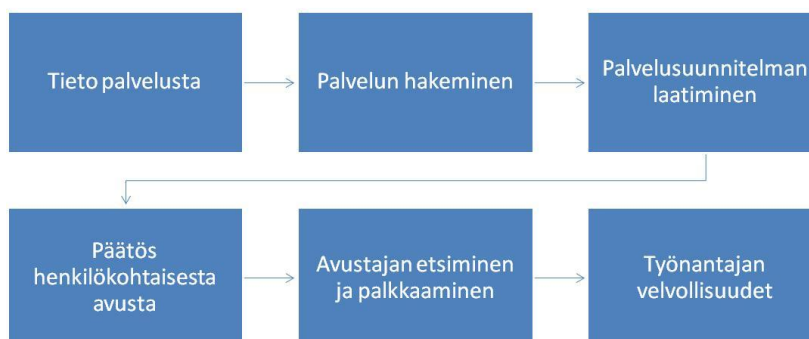 Tieto palvelusta
Palvelun hakeminen
Palvelusuunnitelman
laatiminen
Päätös
henkilökohtaisesta
avusta
Avustajan etsiminen
ja palkkaaminen
Työnantajan
velvollisuudet